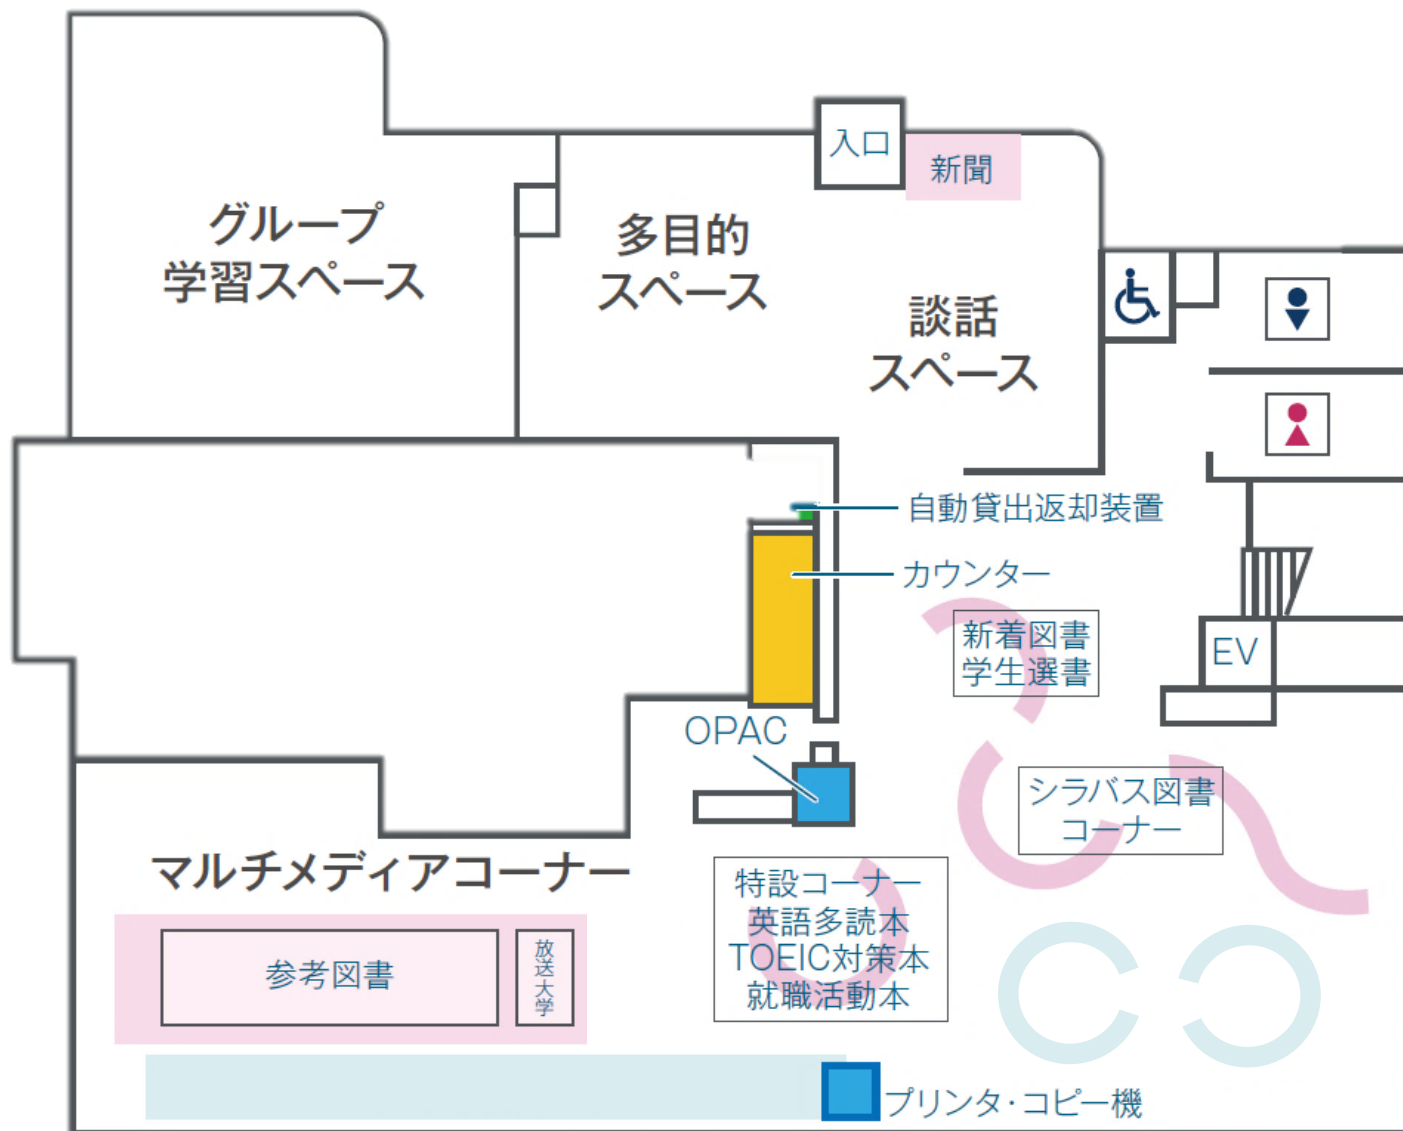 入口
新聞
グループ
学習スペース
多目的
スペース
談話
スペース
自動貸出返却装置
カウンター
新着図書
学生選書
EV
OPAC
シラバス図書
コーナー
マルチメディアコーナー
特設コーナー
英語多読本
TOEIC対策本
就職活動本
参考図書
放送大学
プリンタ・コピー機